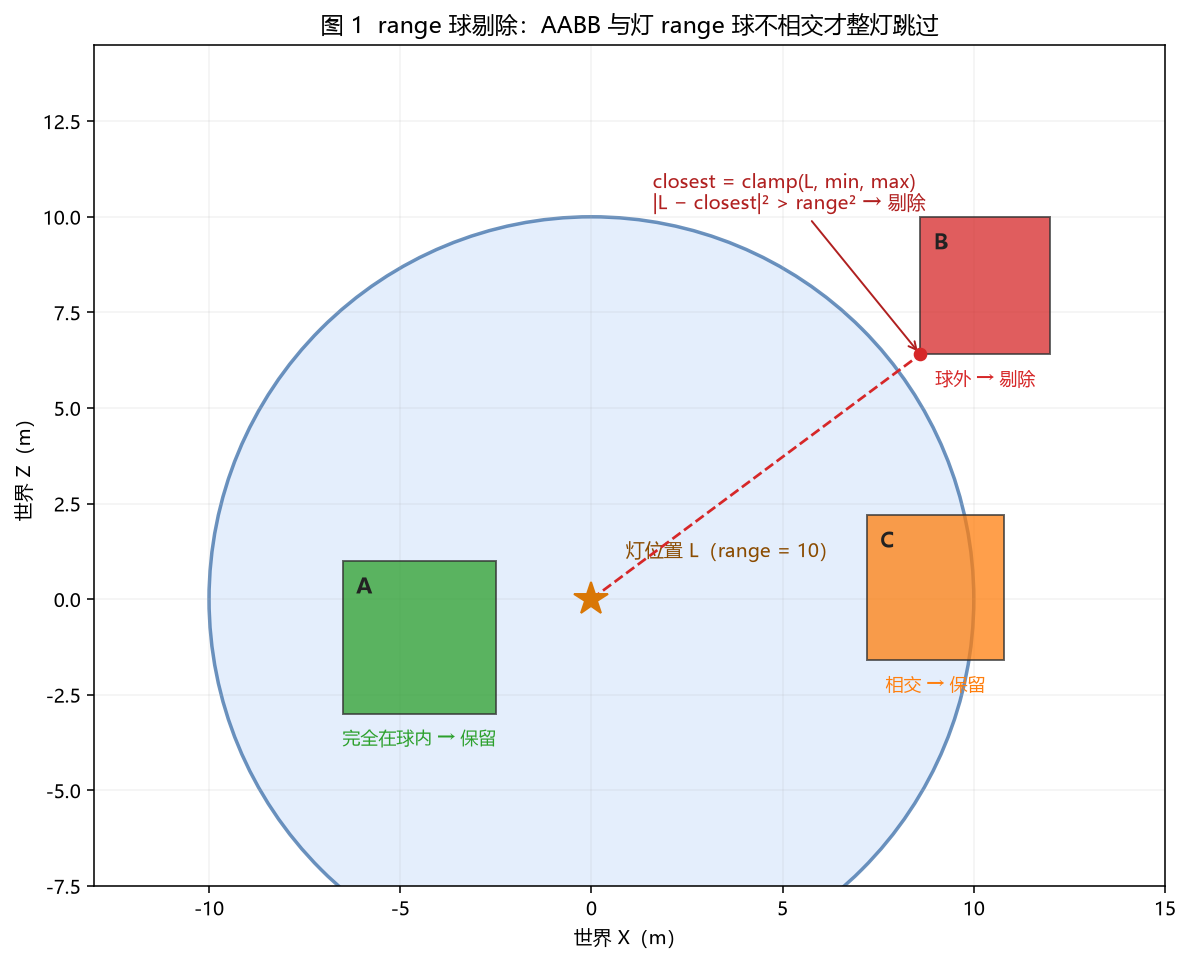 图 1  range 球剔除：AABB 与灯 range 球不相交才整灯跳过
closest = clamp(L, min, max)
|L − closest|² > range² → 剔除
B
球外 → 剔除
灯位置 L（range = 10）
C
A
相交 → 保留
完全在球内 → 保留
12.5
10.0
7.5
5.0
2.5
0.0
-2.5
-5.0
-7.5
世界 Z（m）
-10
-5
0
5
10
15
世界 X（m）